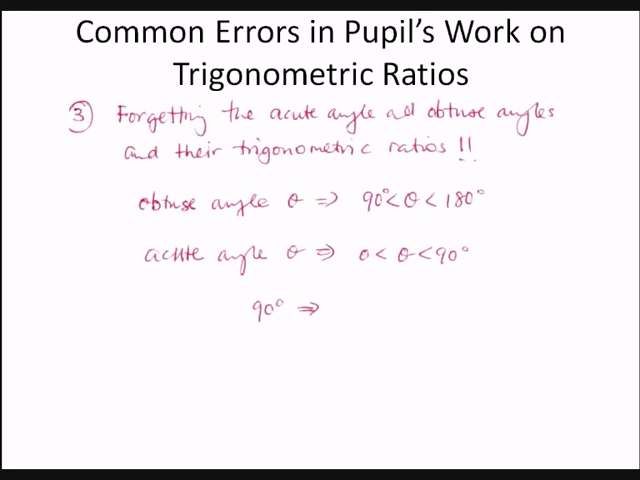 Common Errors in Pupil's Work on
Trigonometric Ratios
③ Forgetting the acute angle and obtuse angles
and their trigonometric ratios !!
obtuse angle θ ⇒ 90°< θ < 180°
acute angle θ ⇒ 0 < θ < 90°
90° ⇒